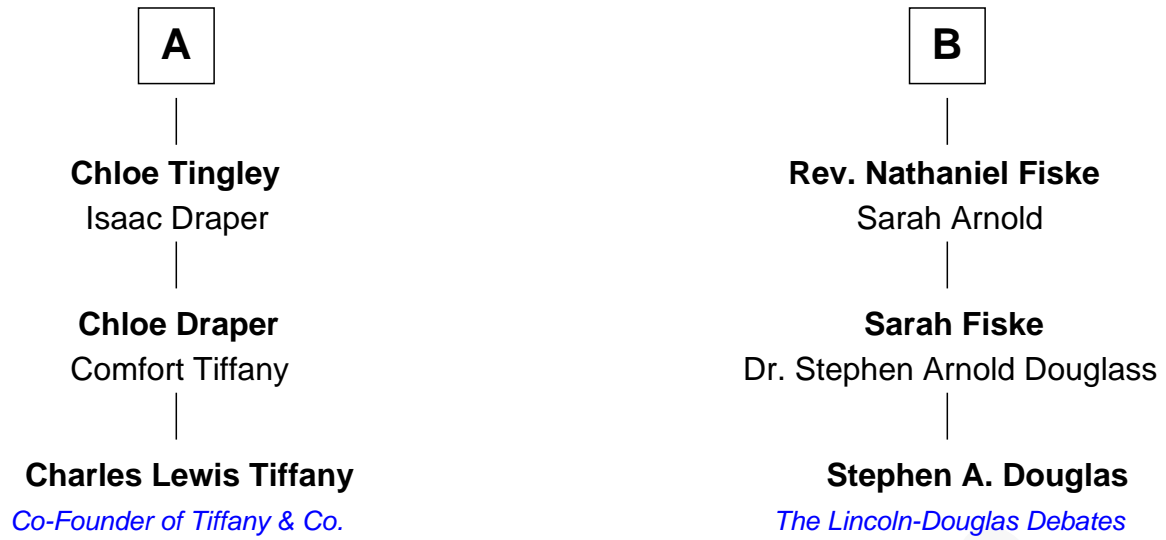 A
Chloe Tingley
Isaac Draper
Chloe Draper
Comfort Tiffany
Charles Lewis Tiffany
Co-Founder of Tiffany & Co.
B
Rev. Nathaniel Fiske
Sarah Arnold
Sarah Fiske
Dr. Stephen Arnold Douglass
Stephen A. Douglas
The Lincoln-Douglas Debates